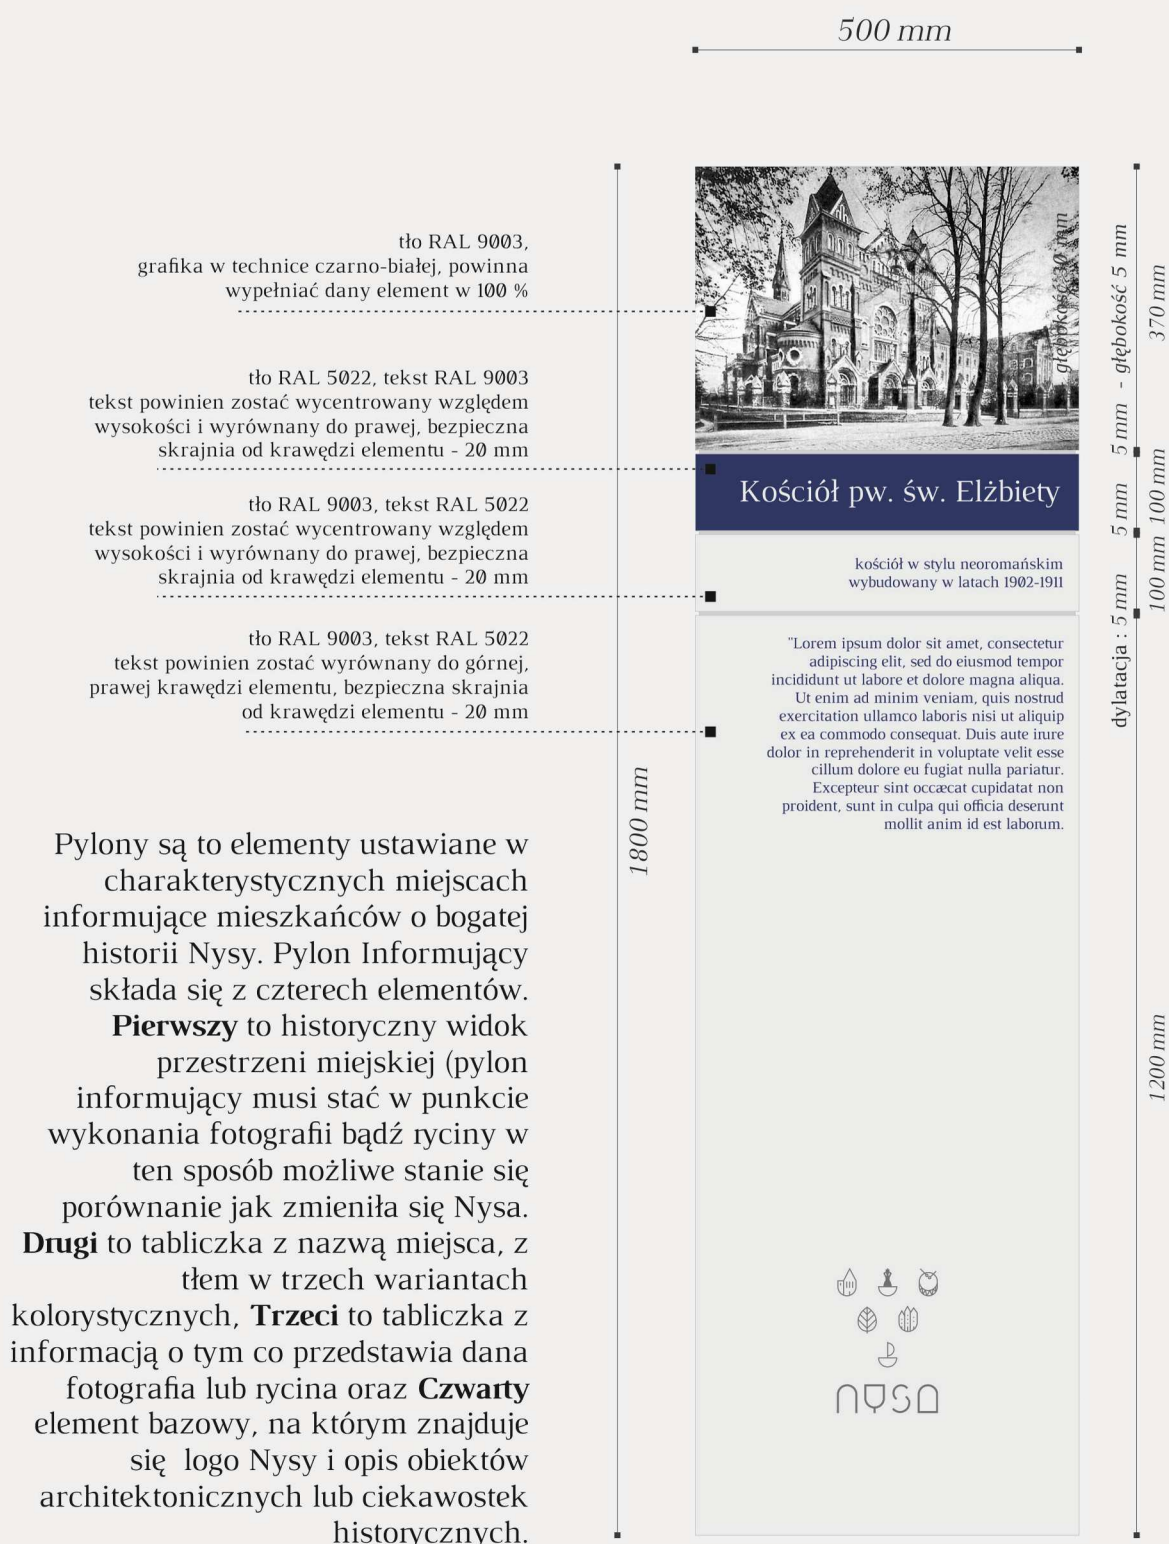 500 mm
tło RAL 9003,
grafika w technice czarno-białej, powinna
wypełniać dany element w 100 %
tło RAL 5022, tekst RAL 9003
tekst powinien zostać wycentrowany względem
wysokości i wyrównany do prawej, bezpieczna
skrajnia od krawędzi elementu - 20 mm
tło RAL 9003, tekst RAL 5022
tekst powinien zostać wycentrowany względem
wysokości i wyrównany do prawej, bezpieczna
skrajnia od krawędzi elementu - 20 mm
tło RAL 9003, tekst RAL 5022
tekst powinien zostać wyrównany do górnej,
prawej krawędzi elementu, bezpieczna skrajnia
od krawędzi elementu - 20 mm
Pylony są to elementy ustawiane w
charakterystycznych miejscach
informujące mieszkańców o bogatej
historii Nysy. Pylon Informujący
składa się z czterech elementów.
Pierwszy to historyczny widok
przestrzeni miejskiej (pylon
informujący musi stać w punkcie
wykonania fotografii bądź ryciny w
ten sposób możliwe stanie się
porównanie jak zmieniła się Nysa.
Drugi to tabliczka z nazwą miejsca, z
tłem w trzech wariantach
kolorystycznych, Trzeci to tabliczka z
informacją o tym co przedstawia dana
fotografia lub rycina oraz Czwarty
element bazowy, na którym znajduje
się logo Nysy i opis obiektów
architektonicznych lub ciekawostek
historycznych.
1800 mm
głębokość 30 mm
Kościół pw. św. Elżbiety
kościół w stylu neoromańskim
wybudowany w latach 1902-1911
"Lorem ipsum dolor sit amet, consectetur
adipiscing elit, sed do eiusmod tempor
incididunt ut labore et dolore magna aliqua.
Ut enim ad minim veniam, quis nostrud
exercitation ullamco laboris nisi ut aliquip
ex ea commodo consequat. Duis aute irure
dolor in reprehenderit in voluptate velit esse
cillum dolore eu fugiat nulla pariatur.
Excepteur sint occæcat cupidatat non
proident, sunt in culpa qui officia deserunt
mollit anim id est laborum.
NYSA
dylatacja : 5 mm 5 mm 5 mm - głębokość 5 mm
370 mm
100 mm
100 mm
1200 mm